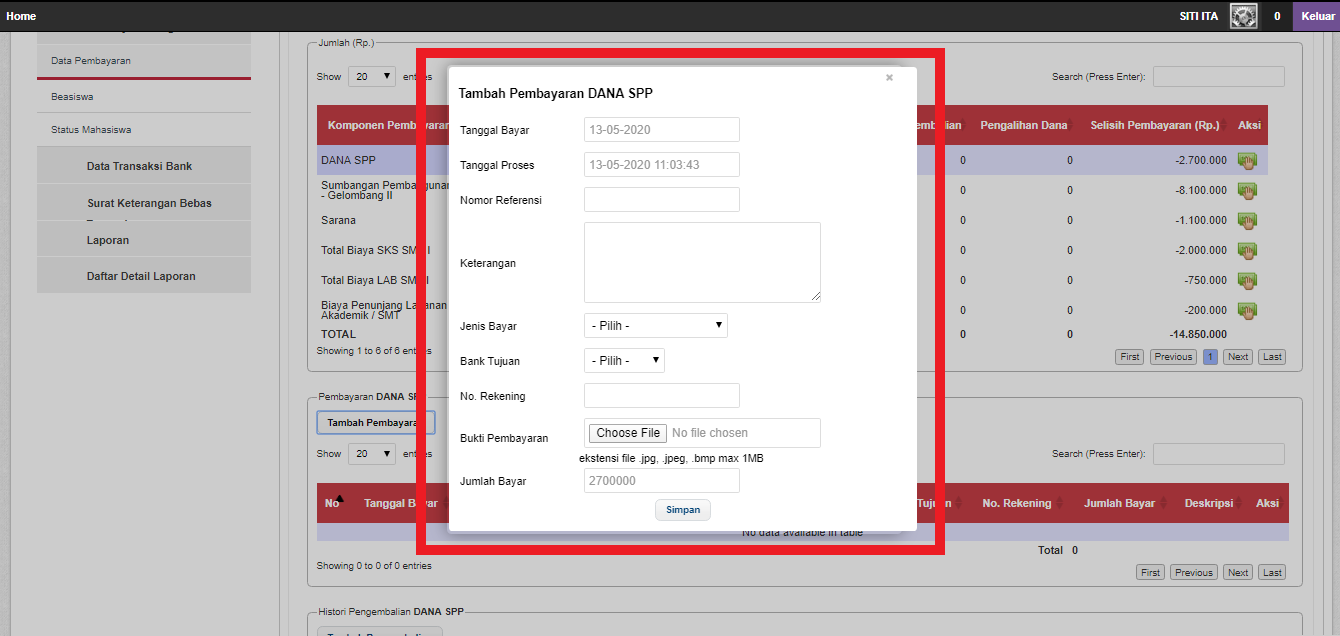 Home
SITI ITA 0 Keluar
Data Pembayaran
Beasiswa
Status Mahasiswa
Data Transaksi Bank
Surat Keterangan Bebas
Laporan
Daftar Detail Laporan
Jumlah (Rp.)
Show 20 entries
Search (Press Enter):
Komponen Pembayaran Pengalihan Dana Selisih Pembayaran (Rp.) Aksi
DANA SPP 0 0 -2.700.000
Sumbangan Pembangunan
- Gelombang II 0 0 -8.100.000
Sarana 0 0 -1.100.000
Total Biaya SKS SMT I 0 0 -2.000.000
Total Biaya LAB SMT I 0 0 -750.000
Biaya Penunjang Layanan
Akademik / SMT 0 0 -200.000
TOTAL 0 0 -14.850.000
Showing 1 to 6 of 6 entries
First Previous 1 Next Last
Tambah Pembayaran DANA SPP
×
Tanggal Bayar 13-05-2020
Tanggal Proses 13-05-2020 11:03:43
Nomor Referensi
Keterangan
Jenis Bayar - Pilih -
Bank Tujuan - Pilih -
No. Rekening
Bukti Pembayaran Choose File No file chosen
ekstensi file .jpg, .jpeg, .bmp max 1MB
Jumlah Bayar 2700000
Simpan
Pembayaran DANA SPP
Tambah Pembayaran
Show 20 entries
Search (Press Enter):
No Tanggal Bayar Tujuan No. Rekening Jumlah Bayar Deskripsi Aksi
No data available in table
Total 0
Showing 0 to 0 of 0 entries
First Previous Next Last
Histori Pengembalian DANA SPP
Tambah Pengembalian